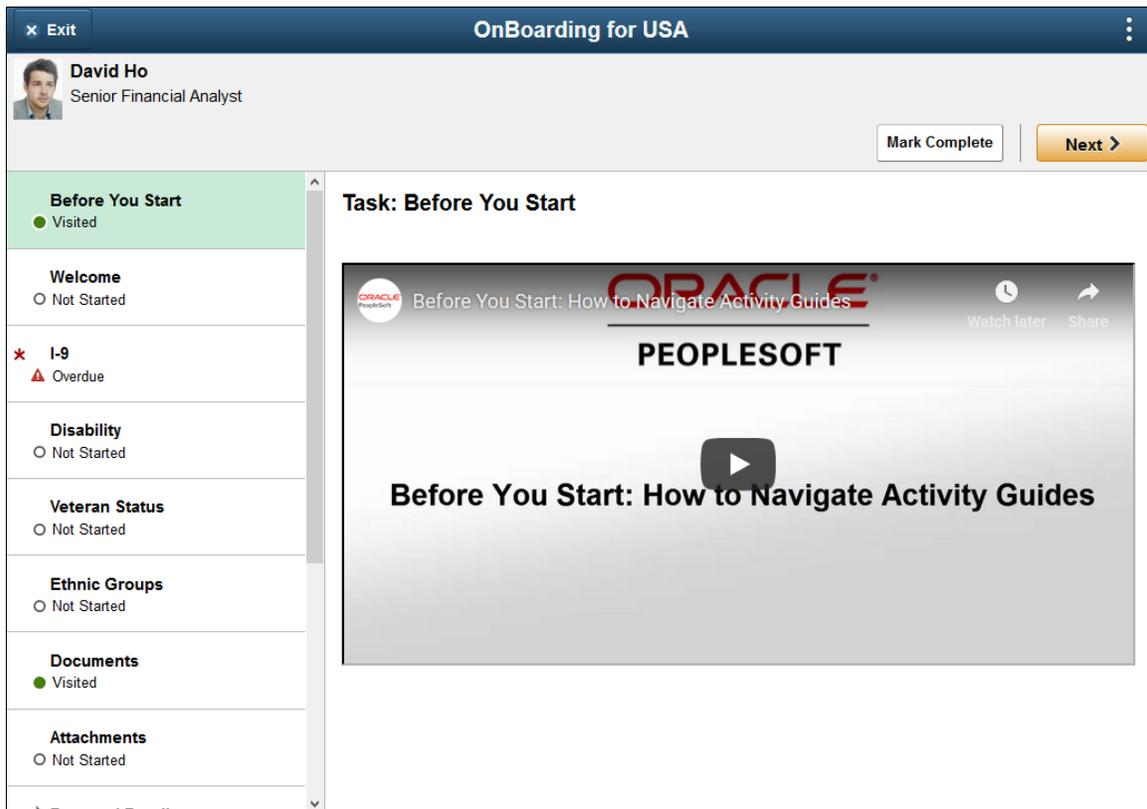 Exit
OnBoarding for USA
David Ho
Senior Financial Analyst
Mark Complete
Next
Before You Start
Visited
Welcome
Not Started
I-9
Overdue
Disability
Not Started
Veteran Status
Not Started
Ethnic Groups
Not Started
Documents
Visited
Attachments
Not Started
Task: Before You Start
ORACLE®
ORACLE
PeopleSoft
Before You Start: How to Navigate Activity Guides
Watch later
Share
PEOPLESOFT
Before You Start: How to Navigate Activity Guides